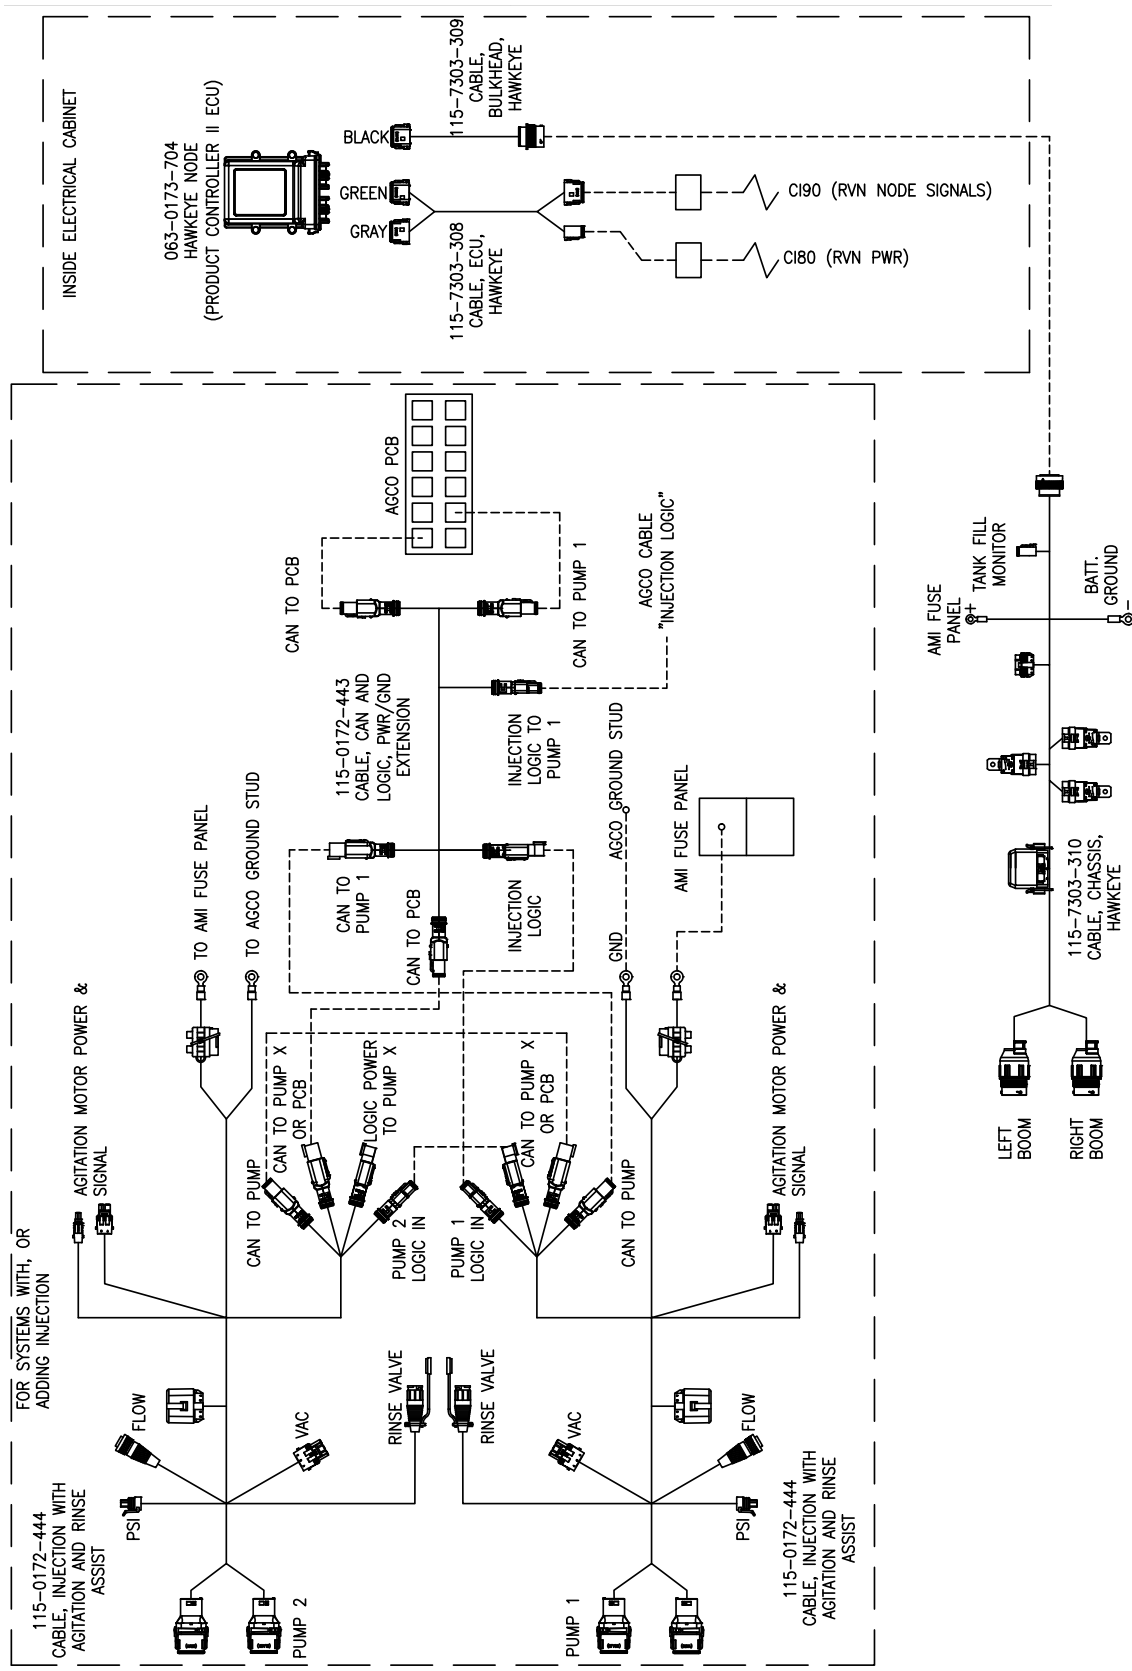 INSIDE ELECTRICAL CABINET
063-0173-704
HAWKEYE NODE
(PRODUCT CONTROLLER II ECU)
BLACK
GREEN
GRAY
115-7303-309
CABLE,
BULKHEAD,
HAWKEYE
115-7303-308
CABLE, ECU,
HAWKEYE
CI90 (RVN NODE SIGNALS)
CI80 (RVN PWR)
AGCO PCB
CAN TO PCB
CAN TO PUMP 1
AGCO CABLE
"INJECTION LOGIC"
115-0172-443
CABLE, CAN AND
LOGIC, PWR/GND
EXTENSION
INJECTION
LOGIC TO
PUMP 1
TO AMI FUSE PANEL
TO AGCO GROUND STUD
CAN TO
PUMP 1
CAN TO PCB
INJECTION
LOGIC
GND
AGCO GROUND STUD
AMI FUSE PANEL
AGITATION MOTOR POWER &
SIGNAL
CAN TO PUMP
CAN TO PUMP X
OR PCB
LOGIC POWER
TO PUMP X
PUMP 2
LOGIC IN
PUMP 1
LOGIC IN
CAN TO PUMP X
OR PCB
CAN TO PUMP
AGITATION MOTOR POWER &
SIGNAL
FOR SYSTEMS WITH, OR
ADDING INJECTION
FLOW
VAC
PSI
RINSE VALVE
RINSE VALVE
VAC
FLOW
PSI
115-0172-444
CABLE, INJECTION WITH
AGITATION AND RINSE
ASSIST
PUMP 2
PUMP 1
115-0172-444
CABLE, INJECTION WITH
AGITATION AND RINSE
ASSIST
AMI FUSE
PANEL
+
TANK FILL
MONITOR
BATT.
GROUND
-
115-7303-310
CABLE, CHASSIS,
HAWKEYE
LEFT
BOOM
RIGHT
BOOM